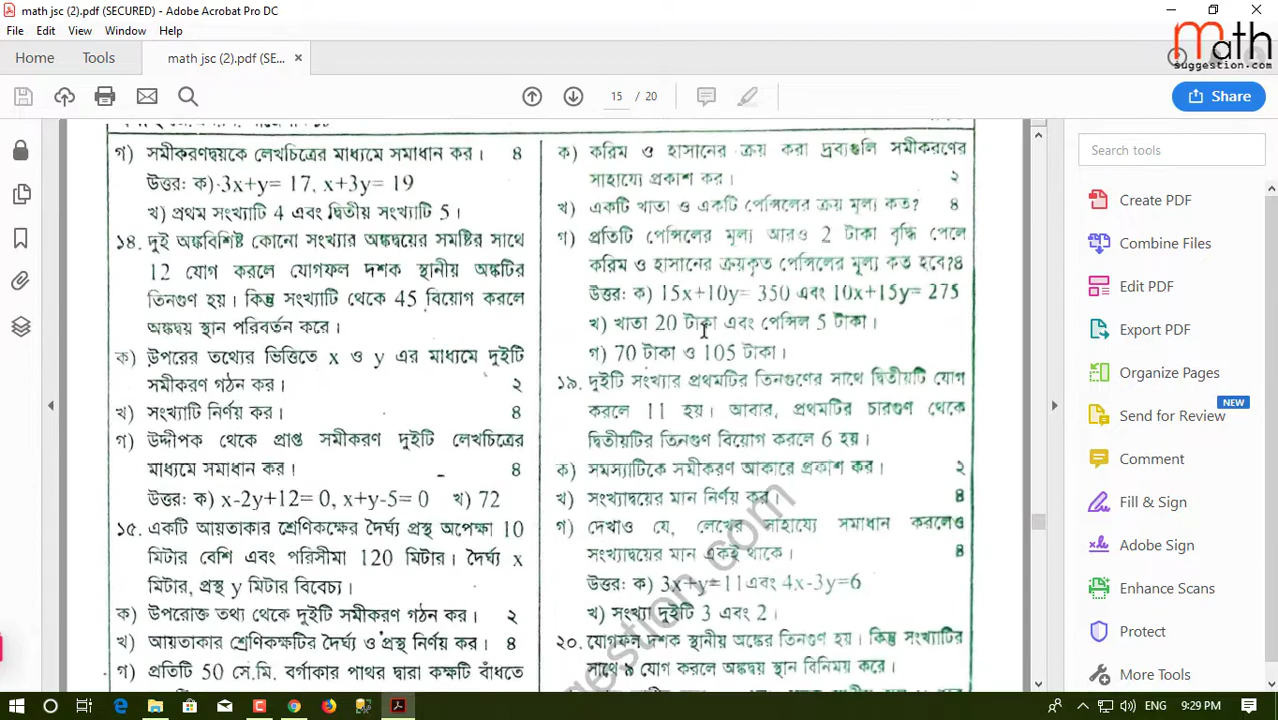 math jsc (2).pdf (SECURED) - Adobe Acrobat Pro DC
File Edit View Window Help
math
suggestion.com
Home Tools math jsc (2).pdf (SE... ×
15 / 20
Share
গ) সমীকরণদ্বয়কে লেখচিত্রের মাধ্যমে সমাধান কর। ৪
উত্তর: ক) 3x+y= 17, x+3y= 19
খ) প্রথম সংখ্যাটি 4 এবং দ্বিতীয় সংখ্যাটি 5।
১৪. দুই অঙ্কবিশিষ্ট কোনো সংখ্যার অঙ্কদ্বয়ের সমষ্টির সাথে
12 যোগ করলে যোগফল দশক স্থানীয় অঙ্কটির
তিনগুণ হয়। কিন্তু সংখ্যাটি থেকে 45 বিয়োগ করলে
অঙ্কদ্বয় স্থান পরিবর্তন করে।
ক) উপরের তথ্যের ভিত্তিতে x ও y এর মাধ্যমে দুইটি
সমীকরণ গঠন কর। ২
খ) সংখ্যাটি নির্ণয় কর। ৪
গ) উদ্দীপক থেকে প্রাপ্ত সমীকরণ দুইটি লেখচিত্রের
মাধ্যমে সমাধান কর। ৪
উত্তর: ক) x-2y+12= 0, x+y-5= 0 খ) 72
১৫. একটি আয়তাকার শ্রেণিকক্ষের দৈর্ঘ্য প্রস্থ অপেক্ষা 10
মিটার বেশি এবং পরিসীমা 120 মিটার। দৈর্ঘ্য x
মিটার, প্রস্থ y মিটার বিবেচ্য।
ক) উপরোক্ত তথ্য থেকে দুইটি সমীকরণ গঠন কর। ২
খ) আয়তাকার শ্রেণিকক্ষটির দৈর্ঘ্য ও প্রস্থ নির্ণয় কর। ৪
গ) প্রতিটি 50 সে.মি. বর্গাকার পাথর দ্বারা কক্ষটি বাঁধতে
ক) করিম ও হাসানের ক্রয় করা দ্রব্যগুলি সমীকরণের
সাহায্যে প্রকাশ কর। ২
খ) একটি খাতা ও একটি পেন্সিলের ক্রয় মূল্য কত? ৪
গ) প্রতিটি পেন্সিলের মূল্য আরও 2 টাকা বৃদ্ধি পেলে
করিম ও হাসানের ক্রয়কৃত পেন্সিলের মূল্য কত হবে?৪
উত্তর: ক) 15x+10y= 350 এবং 10x+15y= 275
খ) খাতা 20 টাকা এবং পেন্সিল 5 টাকা।
গ) 70 টাকা ও 105 টাকা।
১৯. দুইটি সংখ্যার প্রথমটির তিনগুণের সাথে দ্বিতীয়টি যোগ
করলে 11 হয়। আবার, প্রথমটির চারগুণ থেকে
দ্বিতীয়টির তিনগুণ বিয়োগ করলে 6 হয়।
ক) সমস্যাটিকে সমীকরণ আকারে প্রকাশ কর। ২
খ) সংখ্যাদ্বয়ের মান নির্ণয় কর। ৪
গ) দেখাও যে, লেখের সাহায্যে সমাধান করলেও
সংখ্যাদ্বয়ের মান একই থাকে। ৪
উত্তর: ক) 3x+y=11 এবং 4x-3y=6
খ) সংখ্যা দুইটি 3 এবং 2।
২০. যোগফল দশক স্থানীয় অঙ্কের তিনগুণ হয়। কিন্তু সংখ্যাটির
সাথে ৯ যোগ করলে অঙ্কদ্বয় স্থান বিনিময় করে।
Search tools
Create PDF
Combine Files
Edit PDF
Export PDF
Organize Pages
NEW
Send for Review
Comment
Fill & Sign
Adobe Sign
Enhance Scans
Protect
More Tools
ENG 9:29 PM